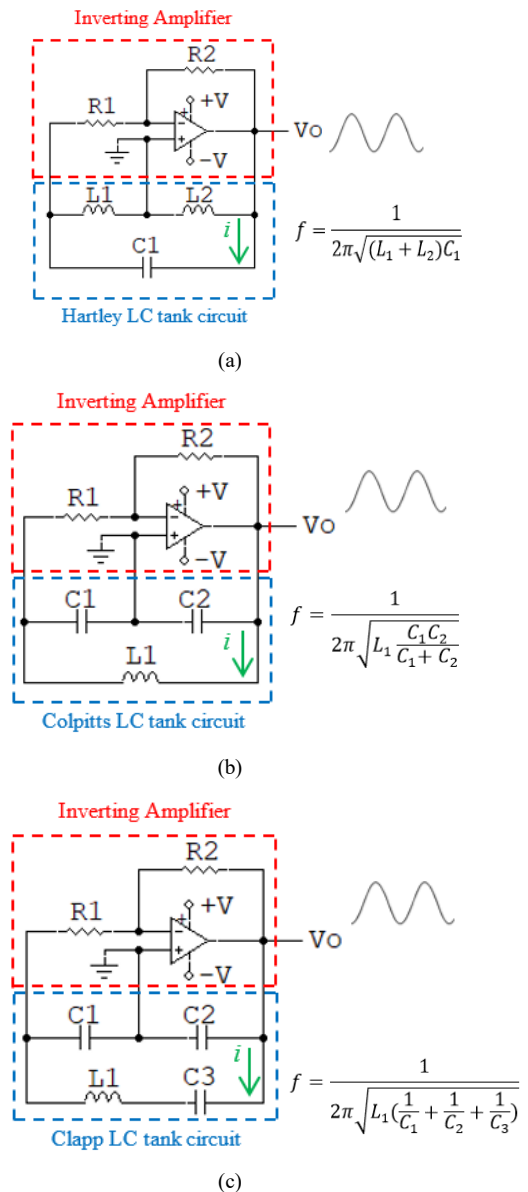 Inverting Amplifier
R2
R1
+V
−
+
+
−V
VO
L1
L2
i
C1
f = 1 / 2π√(L₁ + L₂)C₁
Hartley LC tank circuit
(a)
Inverting Amplifier
R2
R1
+V
−
+
+
−V
VO
C1
C2
i
L1
f = 1 / 2π√L₁ C₁C₂ / C₁ + C₂
Colpitts LC tank circuit
(b)
Inverting Amplifier
R2
R1
+V
−
+
+
−V
VO
C1
C2
i
L1
C3
f = 1 / 2π√L₁(1/C₁ + 1/C₂ + 1/C₃)
Clapp LC tank circuit
(c)